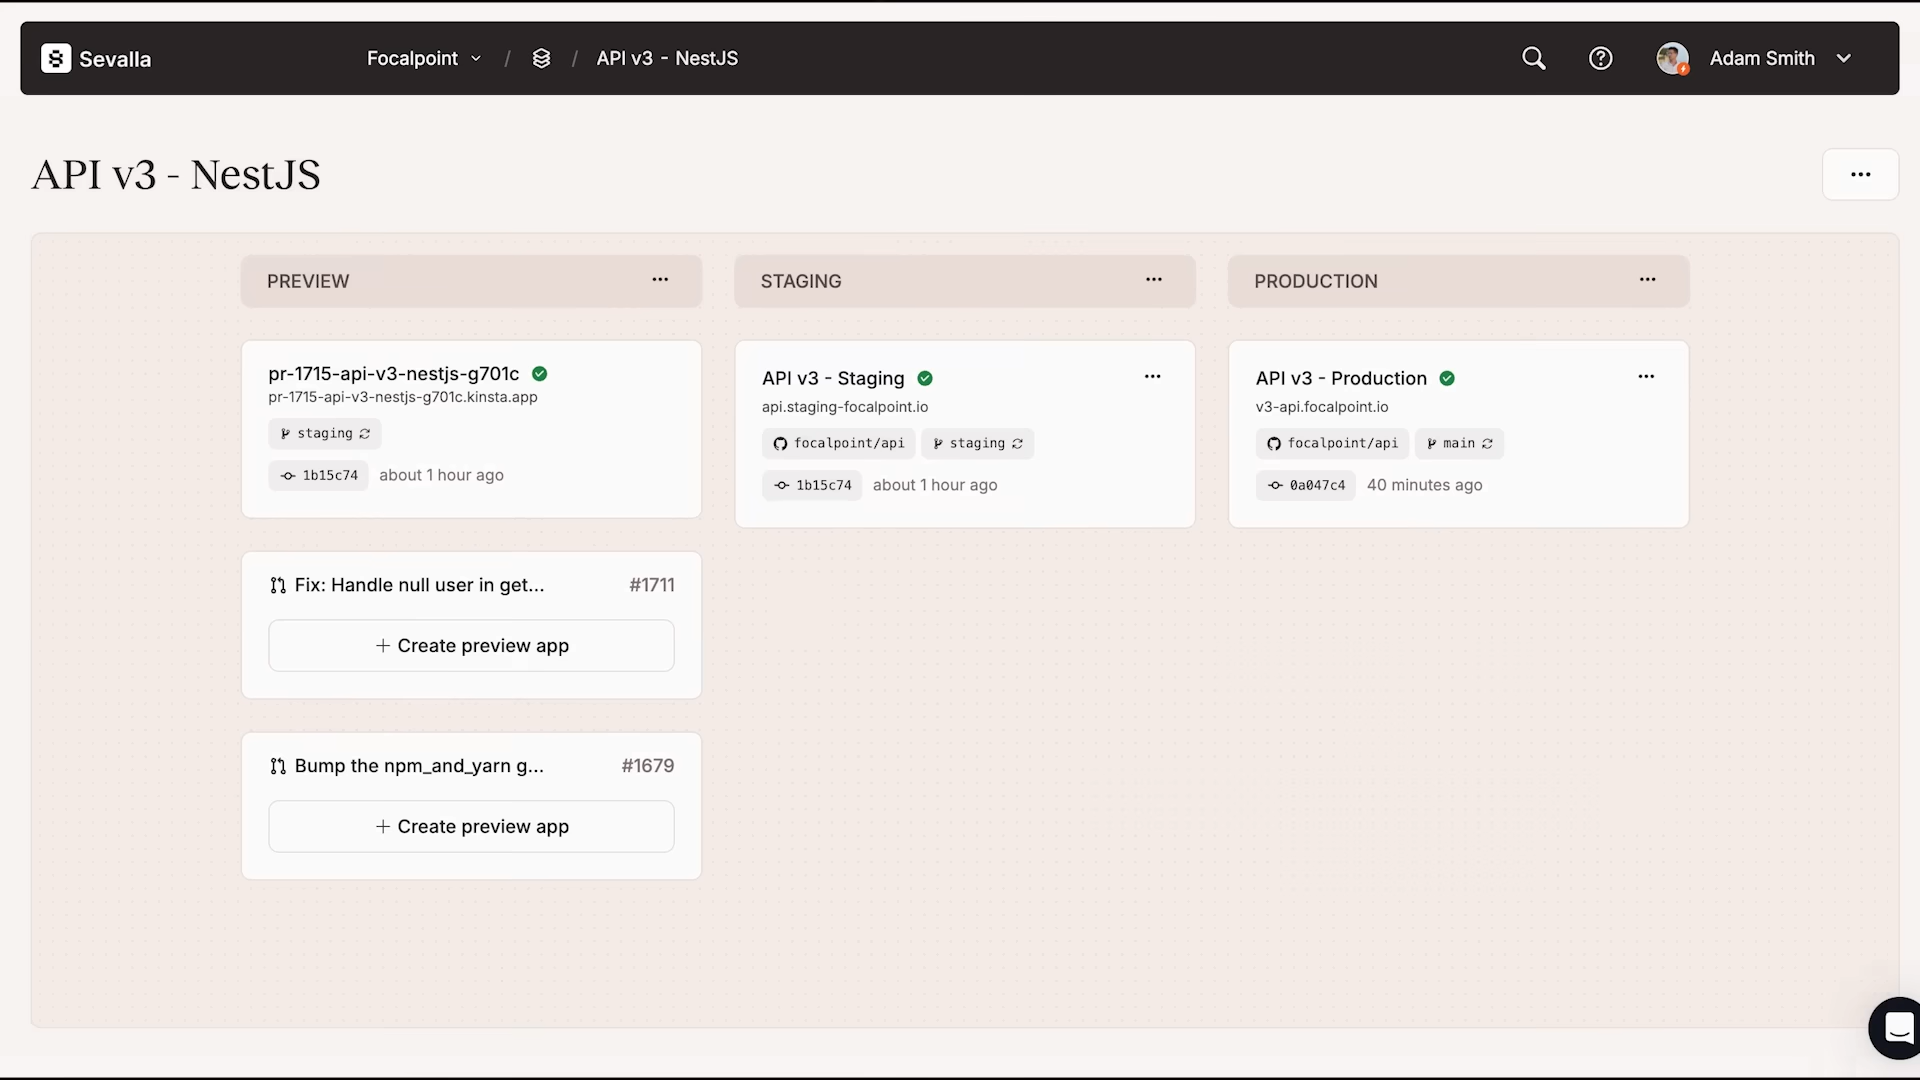 Sevalla
Focalpoint / / API v3 - NestJS
Adam Smith
API v3 - NestJS
...
PREVIEW ...
pr-1715-api-v3-nestjs-g701c
pr-1715-api-v3-nestjs-g701c.kinsta.app
staging
1b15c74 about 1 hour ago
Fix: Handle null user in get... #1711
+ Create preview app
Bump the npm_and_yarn g... #1679
+ Create preview app
STAGING ...
API v3 - Staging ...
api.staging-focalpoint.io
focalpoint/api staging
1b15c74 about 1 hour ago
PRODUCTION ...
API v3 - Production ...
v3-api.focalpoint.io
focalpoint/api main
0a047c4 40 minutes ago